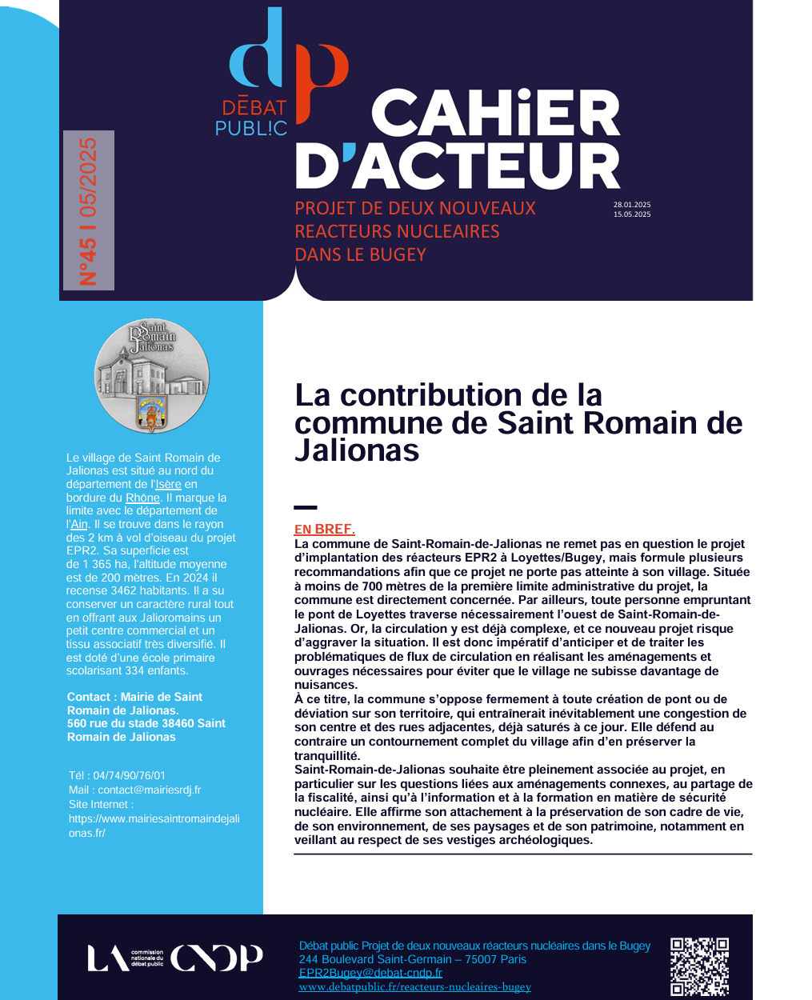 DĒBAT
PUBL!C
CAHiER
D'ACTEUR
N°45 I 05/2025
PROJET DE DEUX NOUVEAUX
REACTEURS NUCLEAIRES
DANS LE BUGEY
28.01.2025
15.05.2025
Saint
Romain
de
Jalionas
Le village de Saint Romain de
Jalionas est situé au nord du
département de l'Isère en
bordure du Rhône. Il marque la
limite avec le département de
l'Ain. Il se trouve dans le rayon
des 2 km à vol d'oiseau du projet
EPR2. Sa superficie est
de 1 365 ha, l'altitude moyenne
est de 200 mètres. En 2024 il
recense 3462 habitants. Il a su
conserver un caractère rural tout
en offrant aux Jalioromains un
petit centre commercial et un
tissu associatif très diversifié. Il
est doté d'une école primaire
scolarisant 334 enfants.
Contact : Mairie de Saint
Romain de Jalionas.
560 rue du stade 38460 Saint
Romain de Jalionas
Tél : 04/74/90/76/01
Mail : contact@mairiesrdj.fr
Site Internet :
https://www.mairiesaintromaindejali
onas.fr/
La contribution de la
commune de Saint Romain de
Jalionas
EN BREF.
La commune de Saint-Romain-de-Jalionas ne remet pas en question le projet
d'implantation des réacteurs EPR2 à Loyettes/Bugey, mais formule plusieurs
recommandations afin que ce projet ne porte pas atteinte à son village. Située
à moins de 700 mètres de la première limite administrative du projet, la
commune est directement concernée. Par ailleurs, toute personne empruntant
le pont de Loyettes traverse nécessairement l'ouest de Saint-Romain-de-
Jalionas. Or, la circulation y est déjà complexe, et ce nouveau projet risque
d'aggraver la situation. Il est donc impératif d'anticiper et de traiter les
problématiques de flux de circulation en réalisant les aménagements et
ouvrages nécessaires pour éviter que le village ne subisse davantage de
nuisances.
À ce titre, la commune s'oppose fermement à toute création de pont ou de
déviation sur son territoire, qui entraînerait inévitablement une congestion de
son centre et des rues adjacentes, déjà saturés à ce jour. Elle défend au
contraire un contournement complet du village afin d'en préserver la
tranquillité.
Saint-Romain-de-Jalionas souhaite être pleinement associée au projet, en
particulier sur les questions liées aux aménagements connexes, au partage de
la fiscalité, ainsi qu'à l'information et à la formation en matière de sécurité
nucléaire. Elle affirme son attachement à la préservation de son cadre de vie,
de son environnement, de ses paysages et de son patrimoine, notamment en
veillant au respect de ses vestiges archéologiques.
LA
commission
nationale du
débat public
CNDP
Débat public Projet de deux nouveaux réacteurs nucléaires dans le Bugey
244 Boulevard Saint-Germain – 75007 Paris
EPR2Bugey@debat-cndp.fr
www.debatpublic.fr/reacteurs-nucleaires-bugey